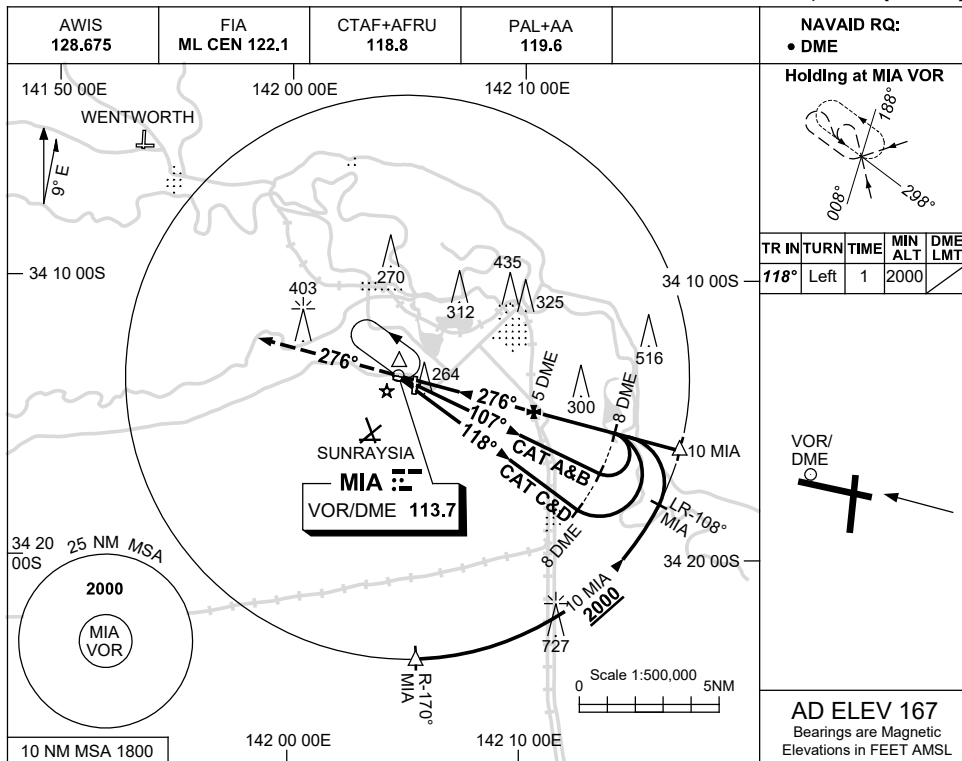 AWIS
128.675
FIA
ML CEN 122.1
CTAF+AFRU
118.8
PAL+AA
119.6
NAVAID RQ:
• DME
141 50 00E
142 00 00E
142 10 00E
Holding at MIA VOR
188°
008°
298°
WENTWORTH
9° E
TR IN
TURN
TIME
MIN ALT
DME LMT
118°
Left
1
2000
34 10 00S
34 10 00S
403
270
312
435
325
516
264
300
276°
276°
5 DME
8 DME
107°
118°
CAT A&B
CAT C&D
10 MIA
SUNRAYSIA
MIA
VOR/DME 113.7
LR-108°
MIA
8 DME
VOR/
DME
34 20
00S
25 NM MSA
2000
MIA
VOR
34 20 00S
10 MIA
2000
727
R-170°
MIA
Scale 1:500,000
0
5NM
142 00 00E
142 10 00E
10 NM MSA 1800
AD ELEV 167
Bearings are Magnetic
Elevations in FEET AMSL